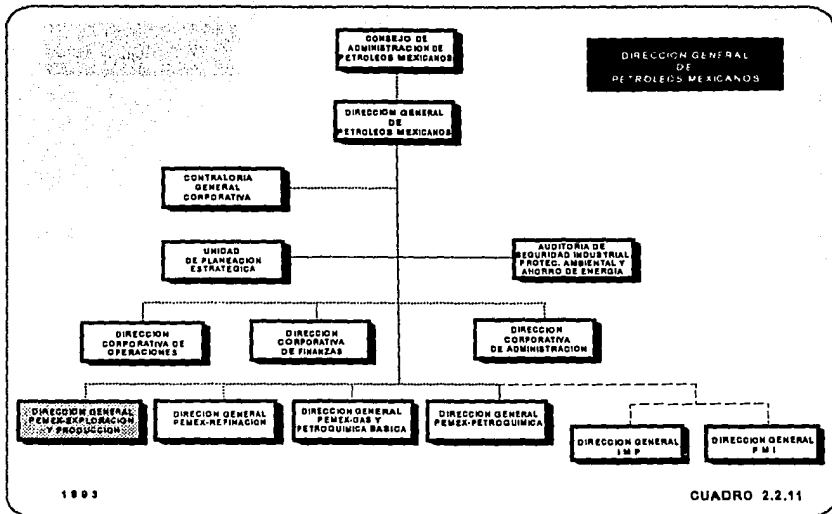 CONSEJO DE
ADMINISTRACION DE
PETROLEOS MEXICANOS
DIRECCION GENERAL
DE
PETROLEOS MEXICANOS
DIRECCION GENERAL
DE
PETROLEOS MEXICANOS
CONTRALORIA
GENERAL
CORPORATIVA
UNIDAD
DE PLANEACION
ESTRATEGICA
AUDITORIA DE
SEGURIDAD INDUSTRIAL
PROTEC. AMBIENTAL Y
AHORRO DE ENERGIA
DIRECCION
CORPORATIVA DE
OPERACIONES
DIRECCION
CORPORATIVA
DE FINANZAS
DIRECCION
CORPORATIVA
DE ADMINISTRACION
DIRECCION GENERAL
PEMEX-EXPLORACION
Y PRODUCCION
DIRECION GENERAL
PEMEX-REFINACION
DIRECCION GENERAL
PEMEX-GAS Y
PETROQUIMICA BASICA
DIRECCION GENERAL
PEMEX-PETROQUIMICA
DIRECCION GENERAL
I M P
DIRECCION GENERAL
P M I
1993
CUADRO 2.2.11